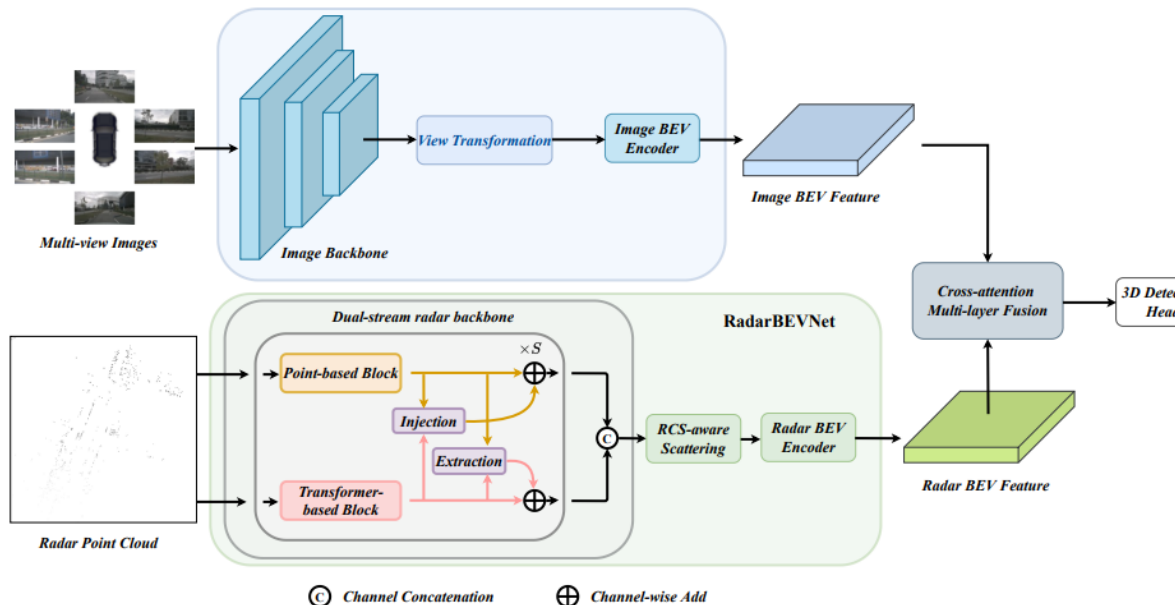 Multi-view Images
Image Backbone
View Transformation
Image BEV
Encoder
Image BEV Feature
Cross-attention
Multi-layer Fusion
3D Detec
Head
RadarBEVNet
Dual-stream radar backbone
×S
Point-based Block
Injection
Extraction
Transformer-
based Block
C
RCS-aware
Scattering
Radar BEV
Encoder
Radar BEV Feature
Radar Point Cloud
C Channel Concatenation
Channel-wise Add